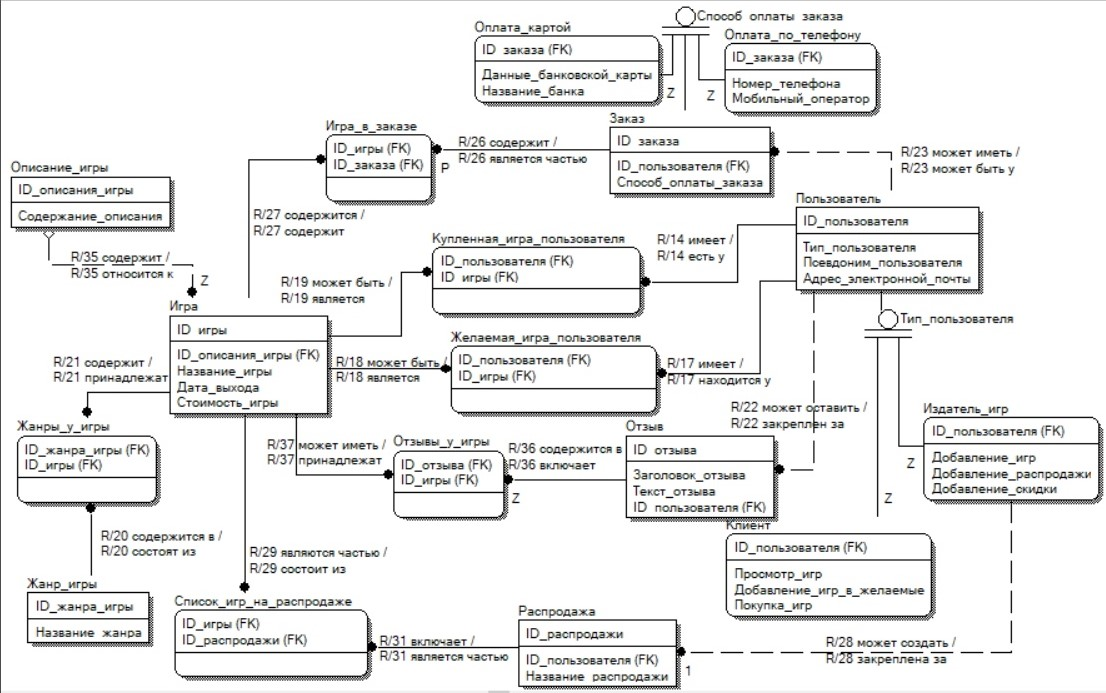 Способ оплаты заказа
Оплата_картой
ID_заказа (FK)
Данные_банковской_карты
Название_банка
Z
Оплата_по_телефону
ID_заказа (FK)
Номер_телефона
Мобильный_оператор
Z
Игра_в_заказе
ID_игры (FK)
ID_заказа (FK)
P
R/26 содержит /
R/26 является частью
Заказ
ID_заказа
ID_пользователя (FK)
Способ_оплаты_заказа
R/23 может иметь /
R/23 может быть у
Описание_игры
ID_описания_игры
Содержание_описания
R/27 содержится /
R/27 содержит
Пользователь
ID_пользователя
Тип_пользователя
Псевдоним_пользователя
Адрес_электронной_почты
R/35 содержит /
R/35 относится к
Z
Купленная_игра_пользователя
ID_пользователя (FK)
ID_игры (FK)
R/14 имеет /
R/14 есть у
R/19 может быть /
R/19 является
Игра
ID_игры
ID_описания_игры (FK)
Название_игры
Дата_выхода
Стоимость_игры
Тип_пользователя
Желаемая_игра_пользователя
ID_пользователя (FK)
ID_игры (FK)
R/18 может быть /
R/18 является
R/17 имеет /
R/17 находится у
R/21 содержит /
R/21 принадлежат
Жанры_у_игры
ID_жанра_игры (FK)
ID_игры (FK)
R/37 может иметь /
R/37 принадлежат
Отзывы_у_игры
ID_отзыва (FK)
ID_игры (FK)
Z
R/36 содержится в
R/36 включает
R/22 может оставить /
R/22 закреплен за
Отзыв
ID_отзыва
Заголовок_отзыва
Текст_отзыва
ID_пользователя (FK)
Издатель_игр
ID_пользователя (FK)
Добавление_игр
Добавление_распродажи
Добавление_скидки
Z
Z
Клиент
ID_пользователя (FK)
Просмотр_игр
Добавление_игр_в_желаемые
Покупка_игр
R/20 содержится в /
R/20 состоят из
Жанр_игры
ID_жанра_игры
Название_жанра
R/29 являются частью /
R/29 состоит из
Список_игр_на_распродаже
ID_игры (FK)
ID_распродажи (FK)
R/31 включает /
R/31 является частью
Распродажа
ID_распродажи
ID_пользователя (FK)
Название_распродажи
1
R/28 может создать /
R/28 закреплена за